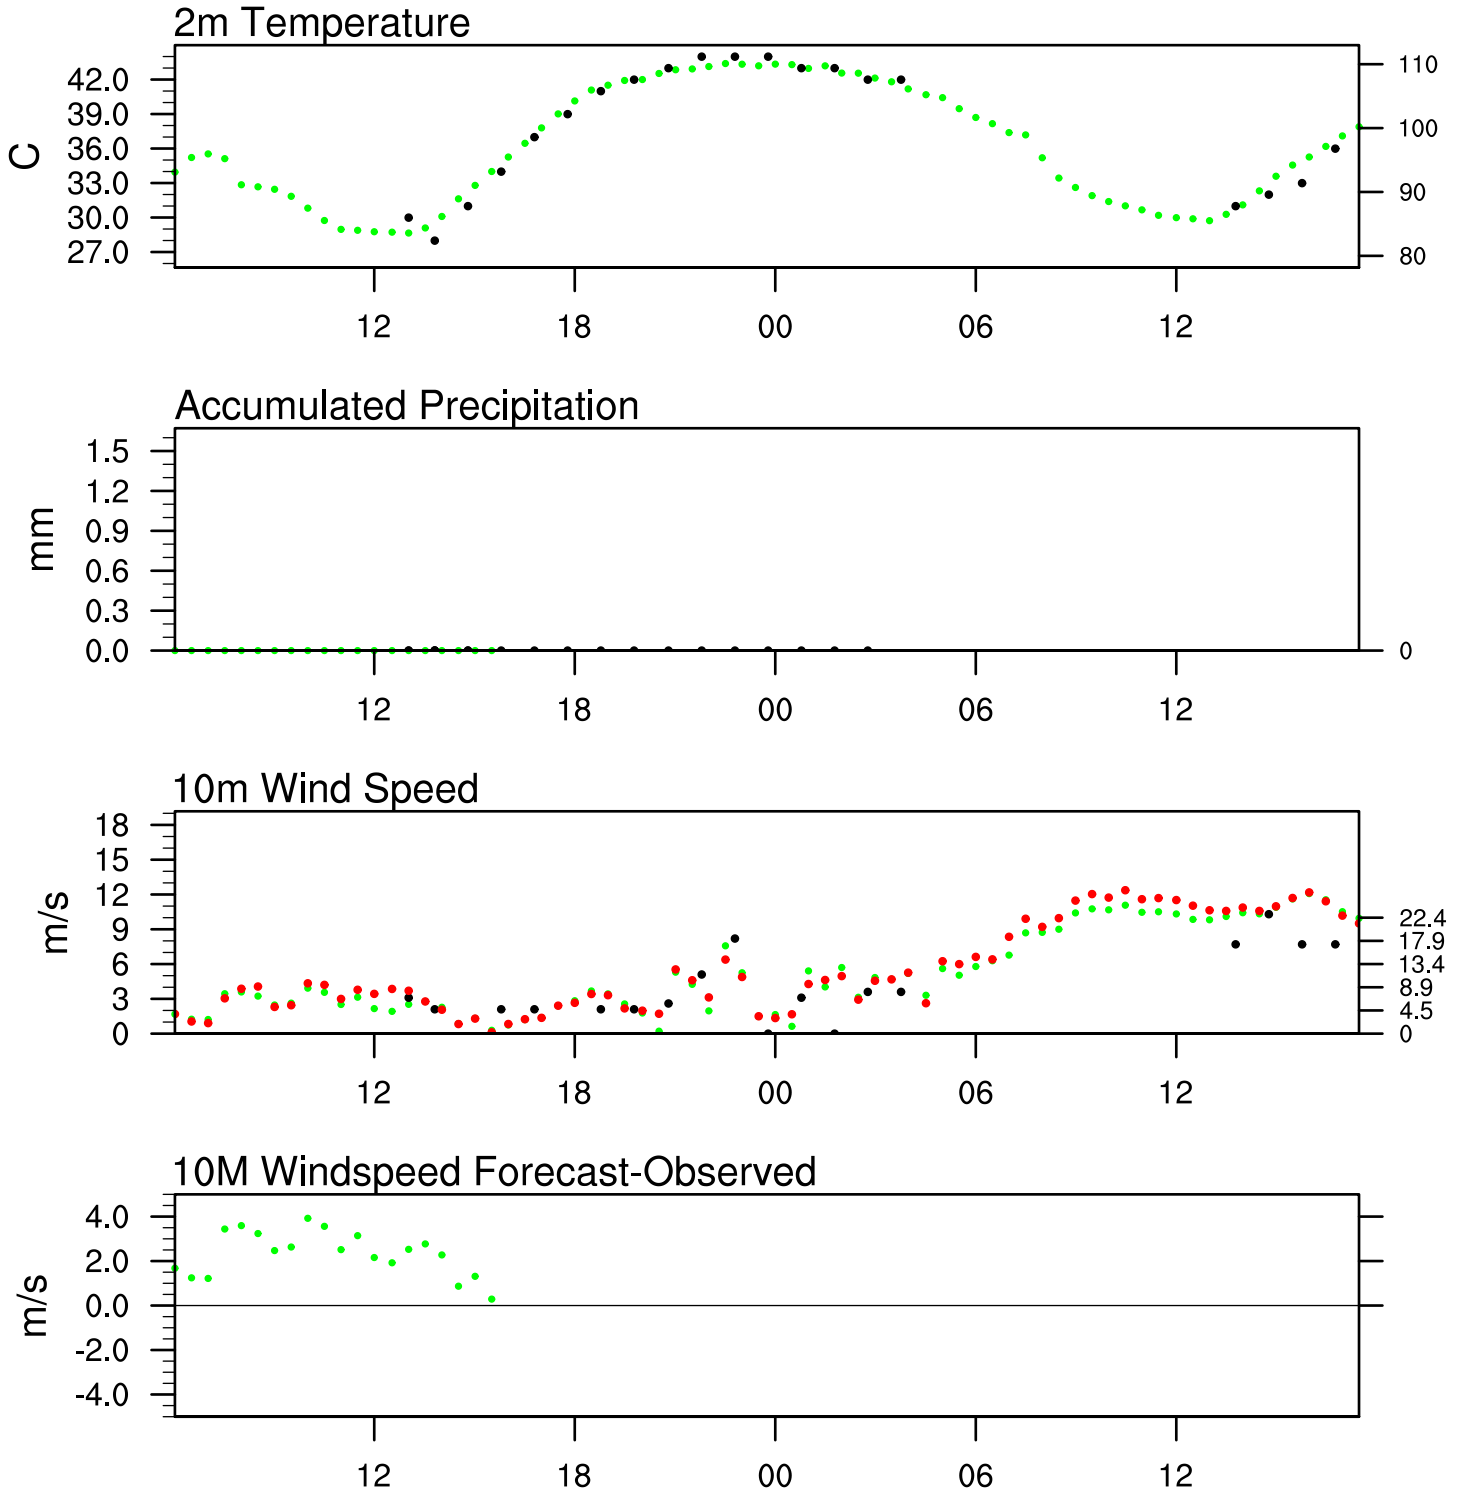 2m Temperature
C
42.0
39.0
36.0
33.0
30.0
27.0
110
100
90
80
12 18 00 06 12
Accumulated Precipitation
mm
1.5
1.2
0.9
0.6
0.3
0.0
0
12 18 00 06 12
10m Wind Speed
m/s
18
15
12
9
6
3
0
22.4
17.9
13.4
8.9
4.5
0
12 18 00 06 12
10M Windspeed Forecast-Observed
m/s
4.0
2.0
0.0
-2.0
-4.0
12 18 00 06 12